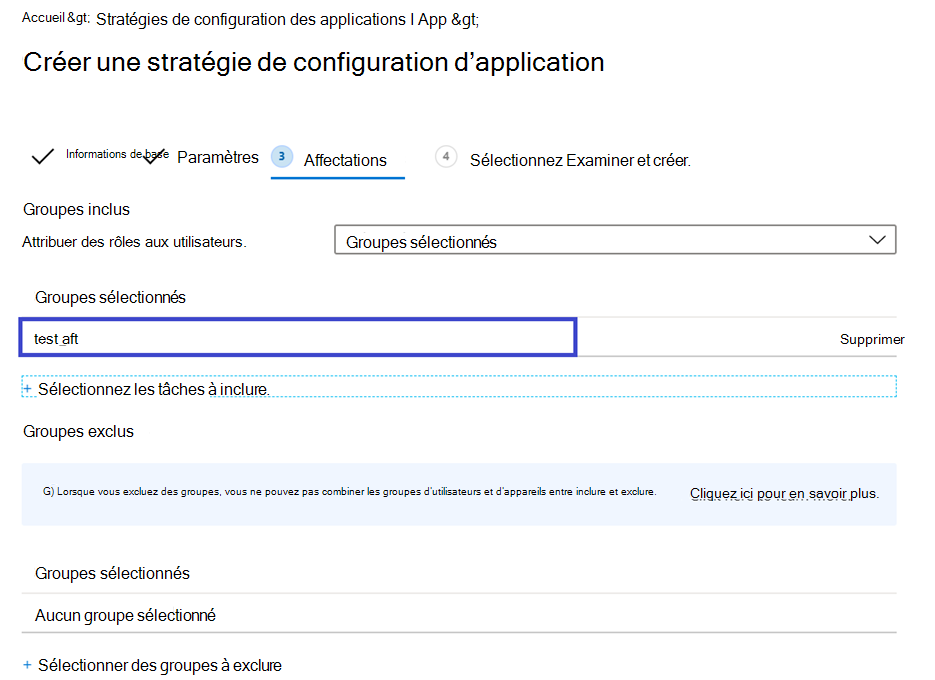 Accueil &gt; Stratégies de configuration des applications I App &gt;
Créer une stratégie de configuration d’application
Informations de base Paramètres 3 Affectations 4 Sélectionnez Examiner et créer.
Groupes inclus
Attribuer des rôles aux utilisateurs. Groupes sélectionnés
Groupes sélectionnés
test_aft Supprimer
+ Sélectionnez les tâches à inclure.
Groupes exclus
G) Lorsque vous excluez des groupes, vous ne pouvez pas combiner les groupes d’utilisateurs et d’appareils entre inclure et exclure. Cliquez ici pour en savoir plus.
Groupes sélectionnés
Aucun groupe sélectionné
+ Sélectionner des groupes à exclure